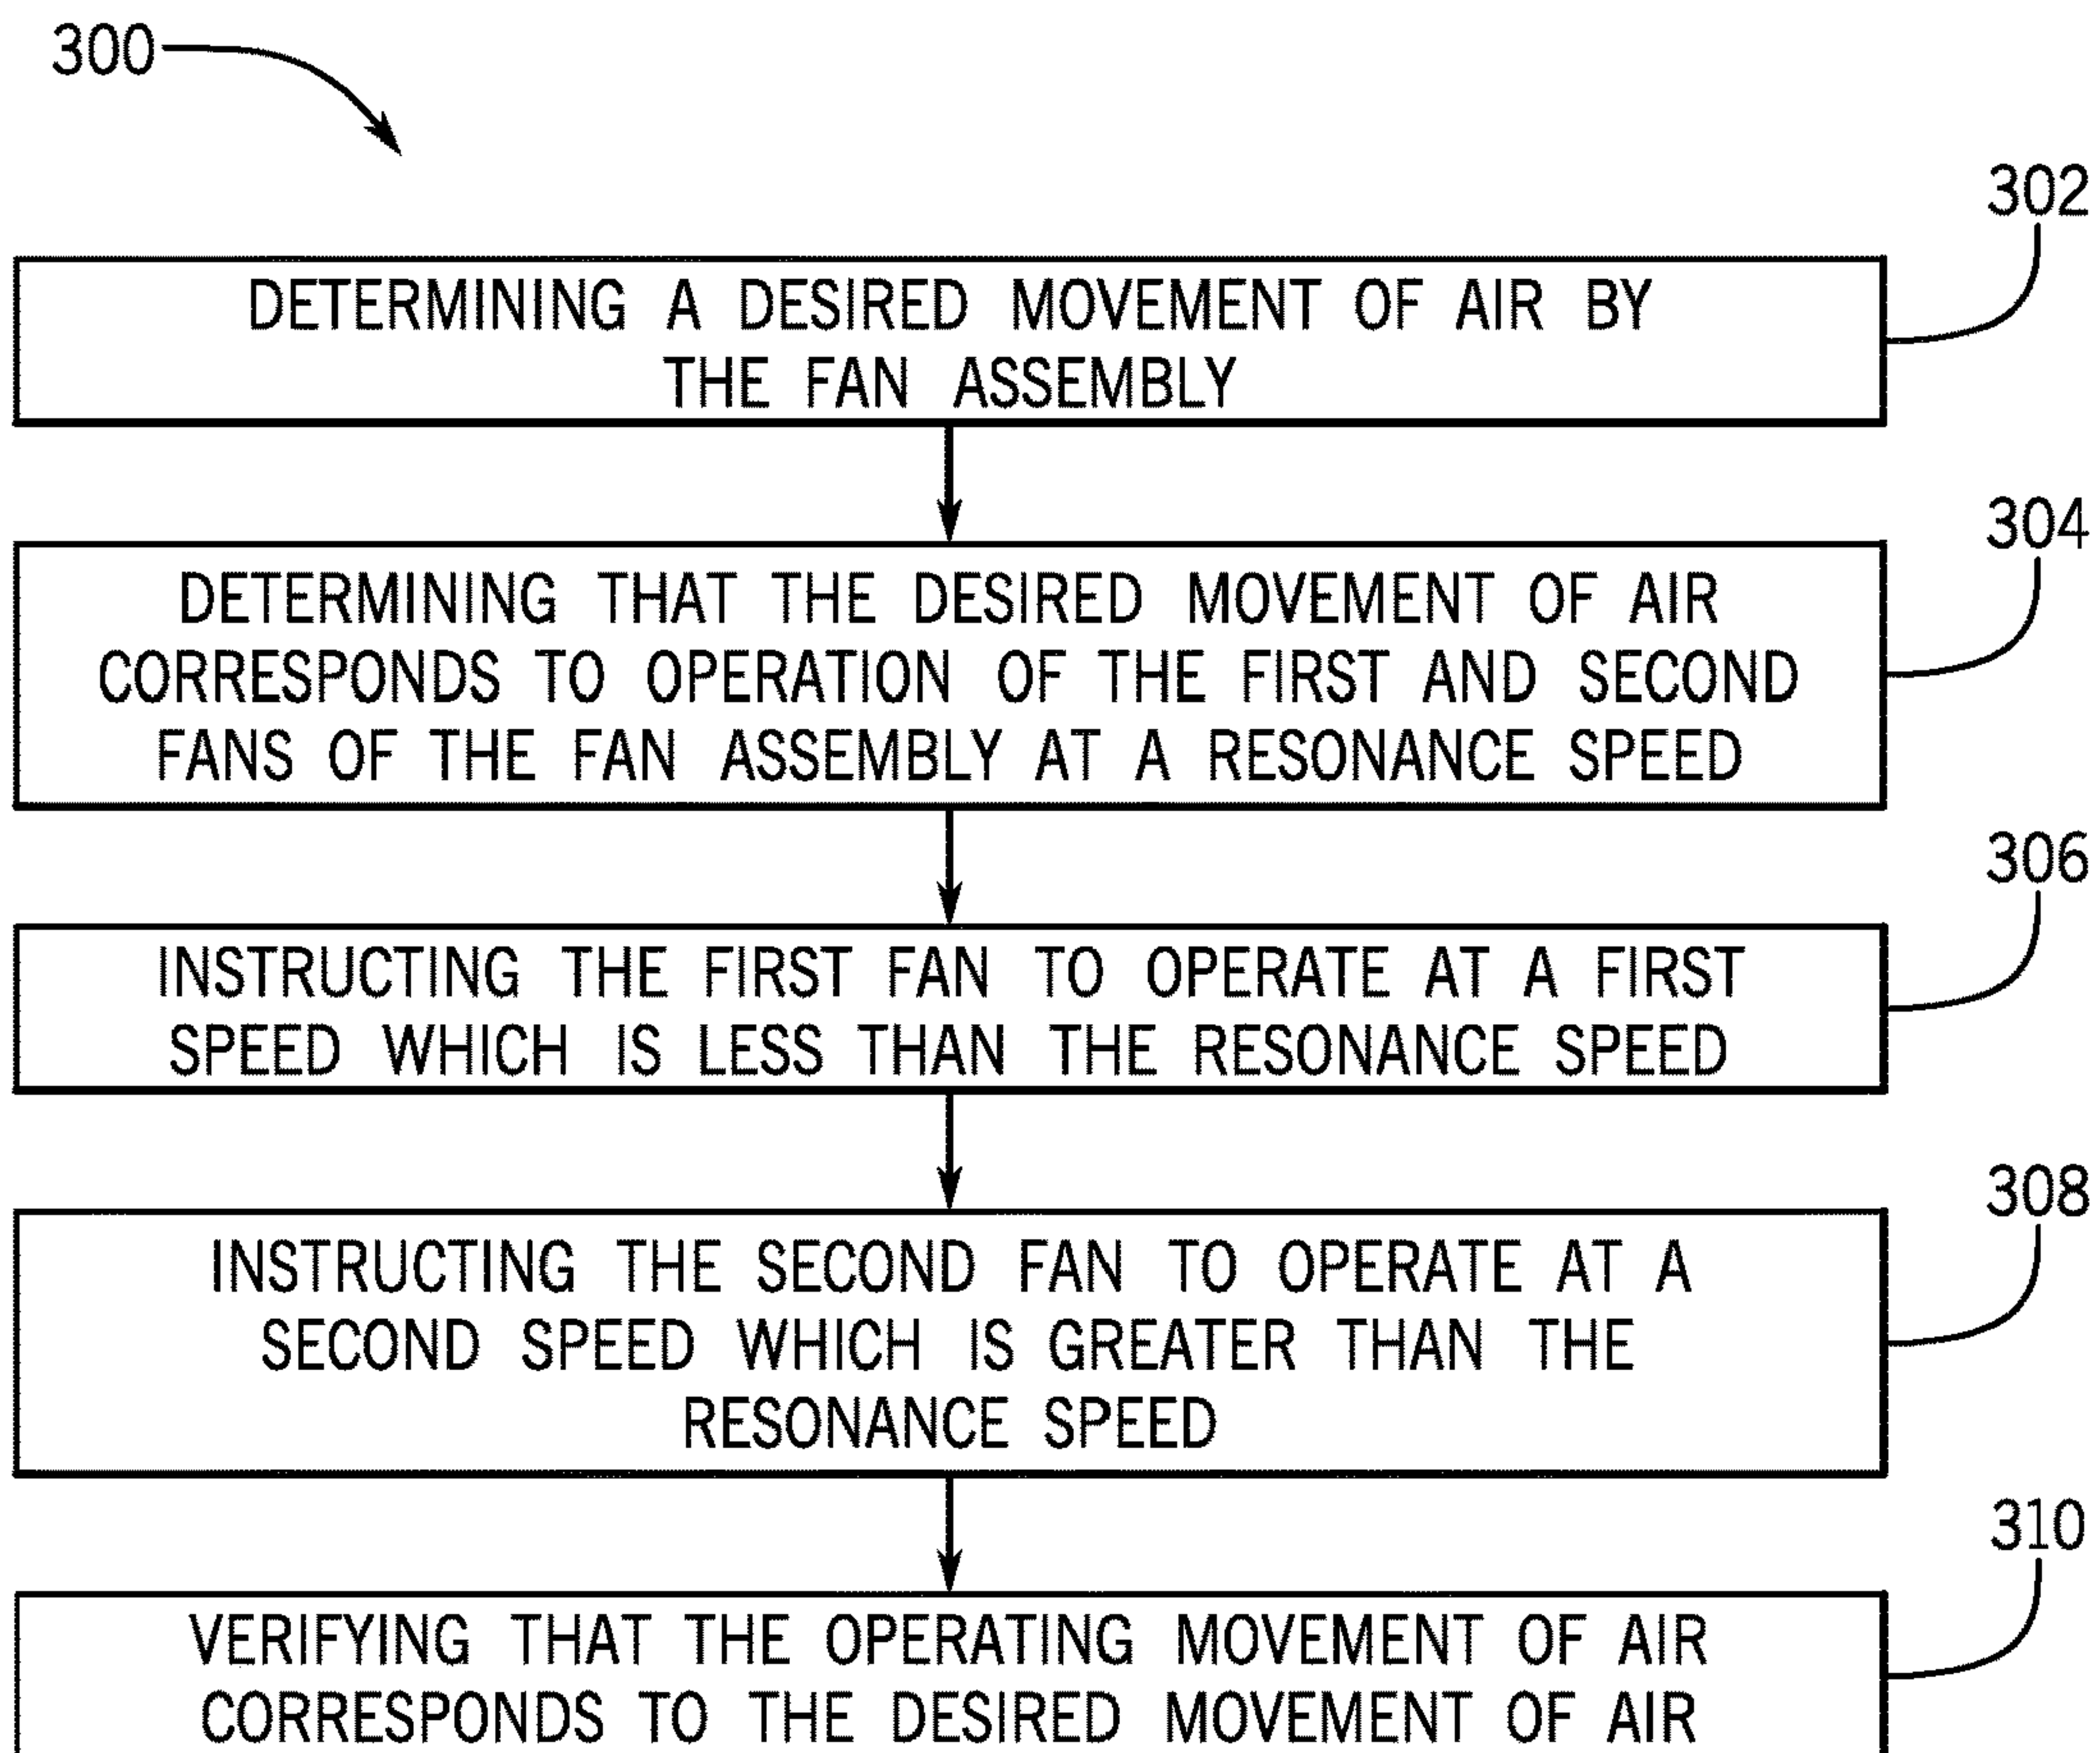 300
302
DETERMINING A DESIRED MOVEMENT OF AIR BY
THE FAN ASSEMBLY
304
DETERMINING THAT THE DESIRED MOVEMENT OF AIR
CORRESPONDS TO OPERATION OF THE FIRST AND SECOND
FANS OF THE FAN ASSEMBLY AT A RESONANCE SPEED
306
INSTRUCTING THE FIRST FAN TO OPERATE AT A FIRST
SPEED WHICH IS LESS THAN THE RESONANCE SPEED
308
INSTRUCTING THE SECOND FAN TO OPERATE AT A
SECOND SPEED WHICH IS GREATER THAN THE
RESONANCE SPEED
310
VERIFYING THAT THE OPERATING MOVEMENT OF AIR
CORRESPONDS TO THE DESIRED MOVEMENT OF AIR